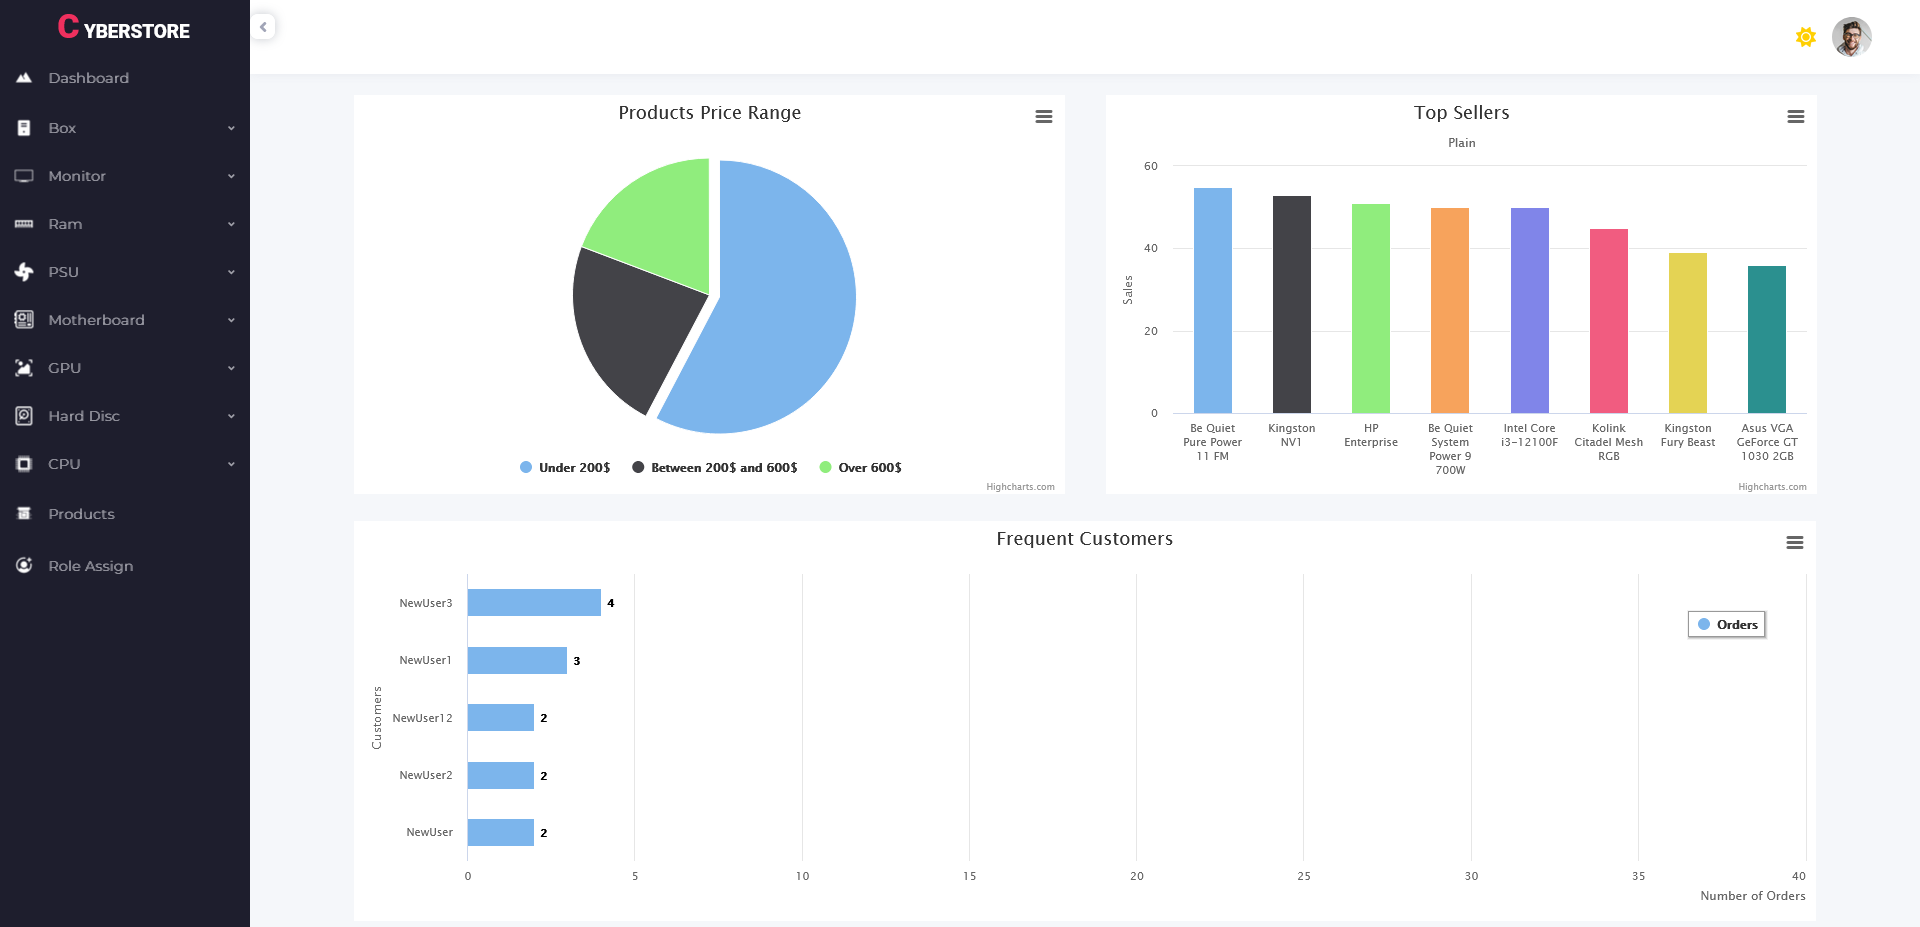 CYBERSTORE
Dashboard
Box
Monitor
Ram
PSU
Motherboard
GPU
Hard Disc
CPU
Products
Role Assign
Products Price Range
Under 200$
Between 200$ and 600$
Over 600$
Highcharts.com
Top Sellers
Plain
Sales
60
40
20
0
Be Quiet
Pure Power
11 FM
Kingston
NV1
HP
Enterprise
Be Quiet
System
Power 9
700W
Intel Core
i3-12100F
Kolink
Citadel Mesh
RGB
Kingston
Fury Beast
Asus VGA
GeForce GT
1030 2GB
Highcharts.com
Frequent Customers
Customers
NewUser3
4
NewUser1
3
NewUser12
2
NewUser2
2
NewUser
2
Orders
0
5
10
15
20
25
30
35
40
Number of Orders